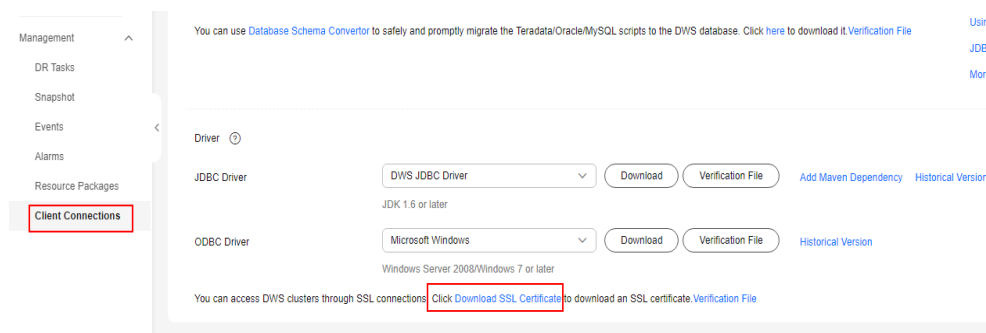 Management
DR Tasks
Snapshot
Events
Alarms
Resource Packages
Client Connections
You can use Database Schema Convertor to safely and promptly migrate the Teradata/Oracle/MySQL scripts to the DWS database. Click here to download it.Verification File
Usin
JDB
Mor
Driver ?
JDBC Driver DWS JDBC Driver Download Verification File Add Maven Dependency Historical Version
JDK 1.6 or later
ODBC Driver Microsoft Windows Download Verification File Historical Version
Windows Server 2008/Windows 7 or later
You can access DWS clusters through SSL connections. Click Download SSL Certificate to download an SSL certificate.Verification File